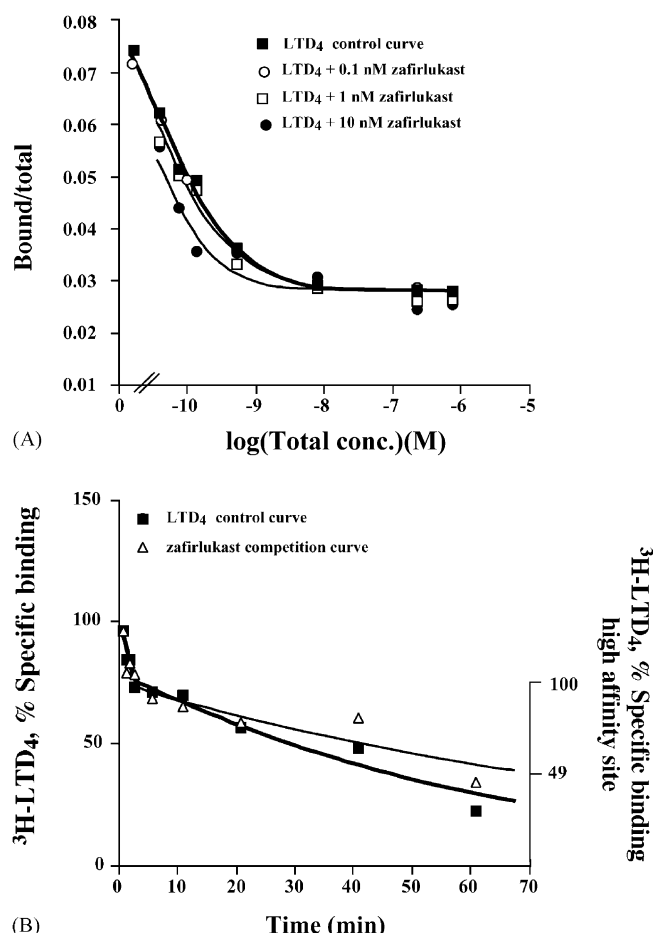 0.08
0.07
0.06
0.05
0.04
0.03
0.02
0.01
Bound/total
LTD4 control curve
LTD4 + 0.1 nM zafirlukast
LTD4 + 1 nM zafirlukast
LTD4 + 10 nM zafirlukast
0 -10 -9 -8 -7 -6 -5
log(Total conc.)(M)
(A)
150
100
50
0
3H-LTD4, % Specific binding
LTD4 control curve
zafirlukast competition curve
100
49
3H-LTD4, % Specific binding
high affinity site
0 10 20 30 40 50 60 70
Time (min)
(B)